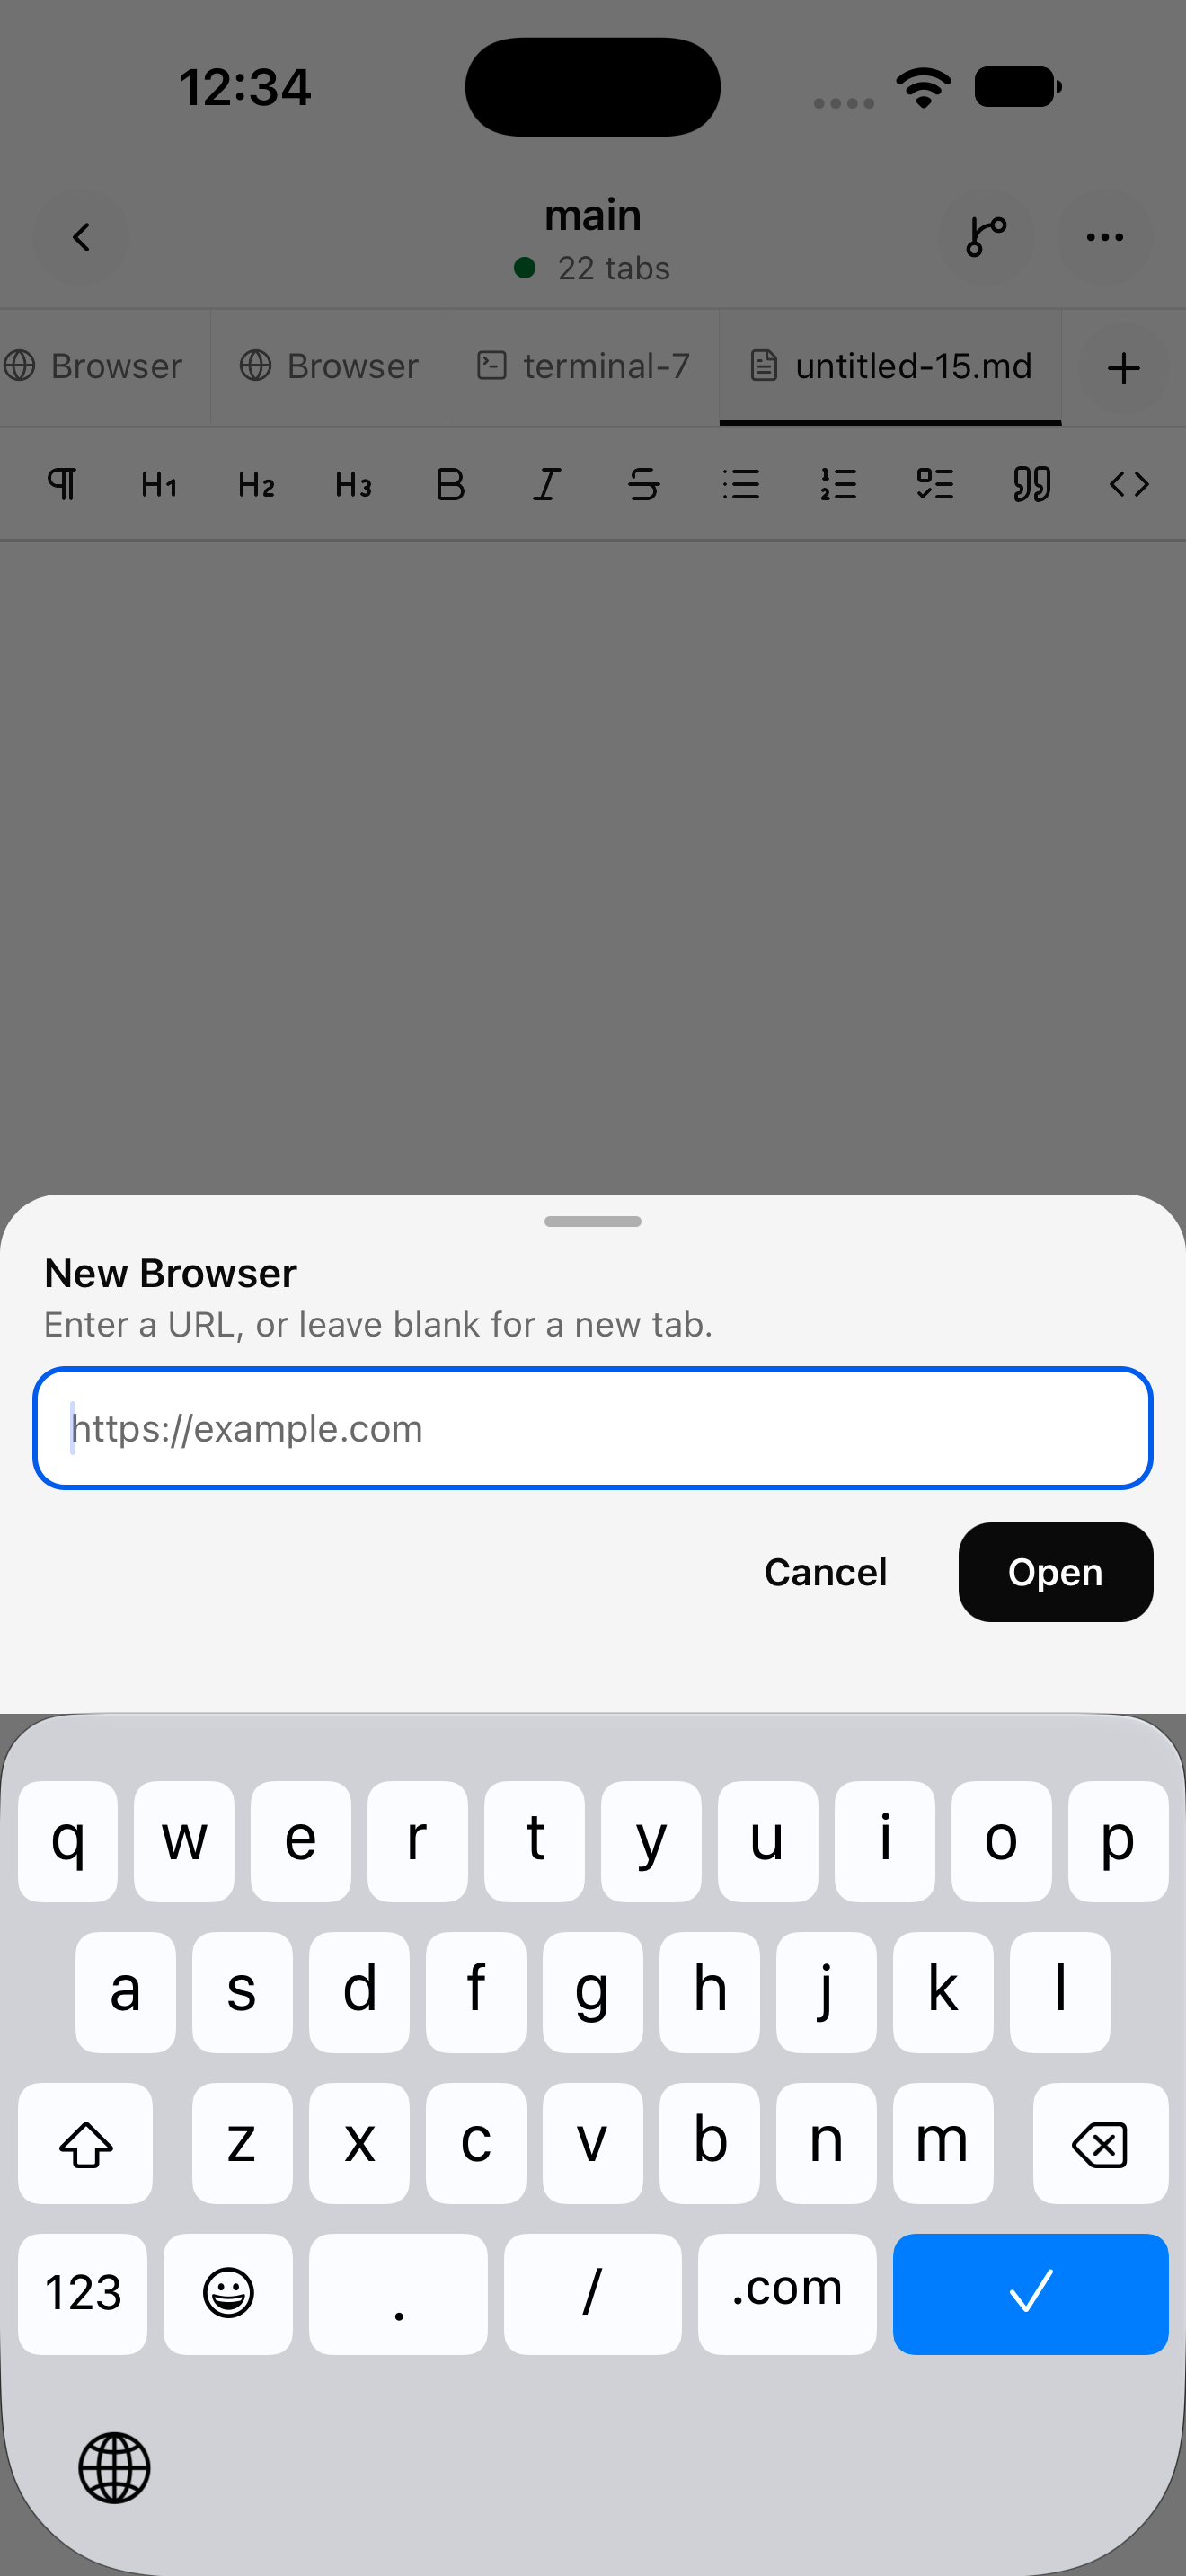 12:34
main
22 tabs
Browser
Browser
terminal-7
untitled-15.md
H1
H2
H3
B
I
S
New Browser
Enter a URL, or leave blank for a new tab.
https://example.com
Cancel
Open
q w e r t y u i o p
a s d f g h j k l
z x c v b n m
123 . / .com